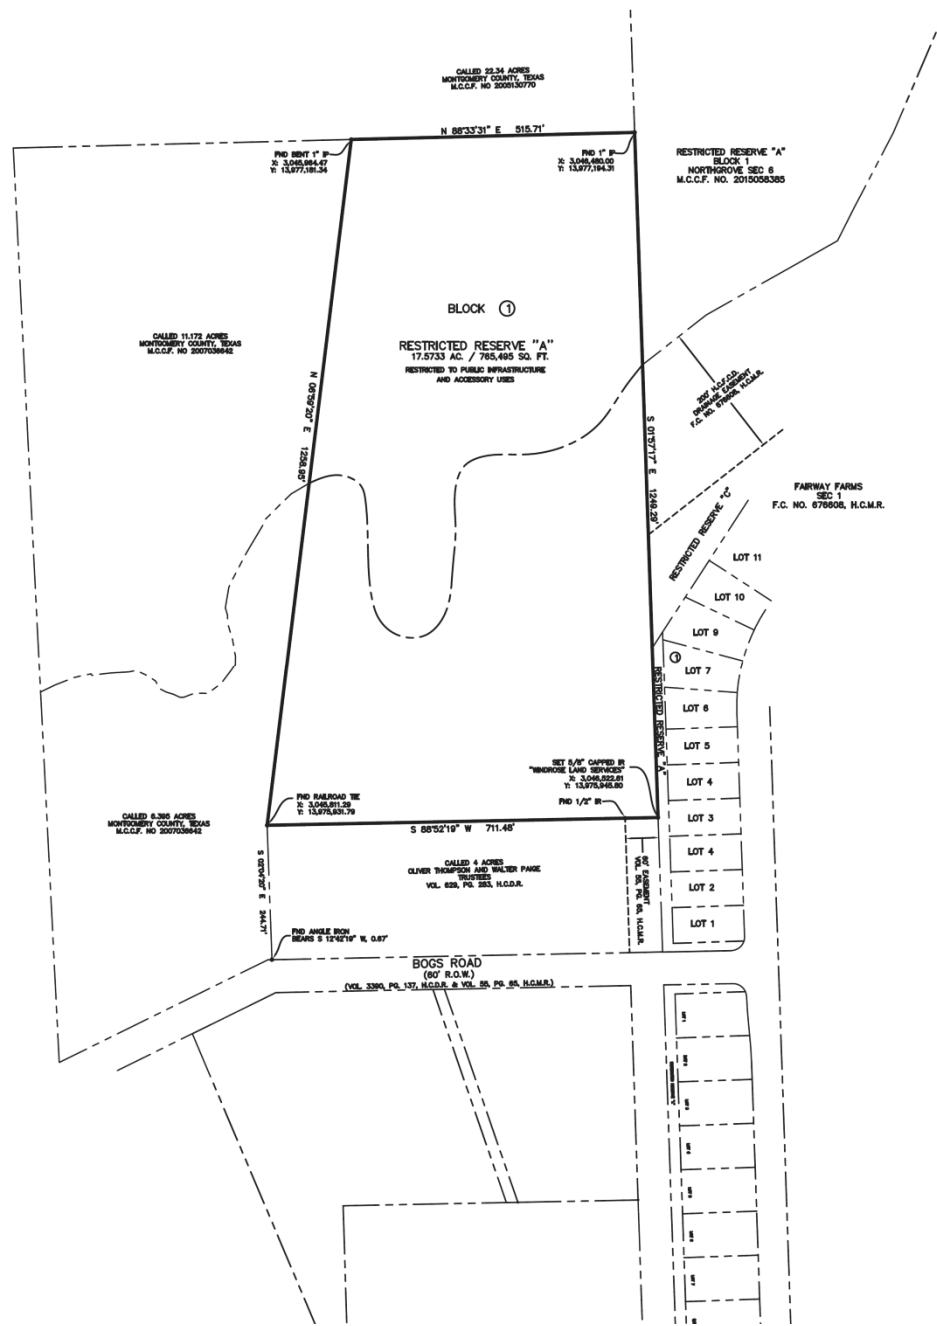 CALLED 22.34 ACRES
MONTGOMERY COUNTY, TEXAS
M.C.C.F. NO 2005130770
N 88°33'31" E 515.71'
FND BENT 1" IP
X: 3,045,964.47
Y: 13,977,181.34
FND 1" IP
X: 3,046,480.00
Y: 13,977,194.31
RESTRICTED RESERVE "A"
BLOCK 1
NORTHGROVE SEC 6
M.C.C.F. NO. 2015058385
BLOCK 1
RESTRICTED RESERVE "A"
17.5733 AC. / 765,495 SQ. FT.
RESTRICTED TO PUBLIC INFRASTRUCTURE
AND ACCESSORY USES
CALLED 11.172 ACRES
MONTGOMERY COUNTY, TEXAS
M.C.C.F. NO 2007036642
N 06°59'20" E 1258.95'
S 01°57'17" E 1249.29'
200' H.C.F.C.D.
DRAINAGE EASEMENT
F.C. NO. 676608, H.C.M.R.
FAIRWAY FARMS
SEC 1
F.C. NO. 676608, H.C.M.R.
RESTRICTED RESERVE "C"
LOT 11
LOT 10
LOT 9
1
LOT 7
RESTRICTED RESERVE "A"
LOT 6
LOT 5
LOT 4
LOT 3
LOT 4
LOT 2
LOT 1
SET 5/8" CAPPED IR
"WINDROSE LAND SERVICES"
X: 3,046,522.61
Y: 13,975,945.80
FND 1/2" IR
FND RAILROAD TIE
X: 3,045,811.29
Y: 13,975,931.79
CALLED 6.395 ACRES
MONTGOMERY COUNTY, TEXAS
M.C.C.F. NO 2007036642
S 88°52'19" W 711.48'
S 02°04'20" E 244.71'
CALLED 4 ACRES
OLIVER THOMPSON AND WALTER PAIGE
TRUSTEES
VOL. 629, PG. 283, H.C.D.R.
60' EASEMENT
VOL. 55, PG. 65, H.C.M.R.
FND ANGLE IRON
BEARS S 12°42'19" W, 0.67'
BOGS ROAD
(60' R.O.W.)
(VOL. 3390, PG. 137, H.C.D.R. & VOL. 55, PG. 65, H.C.M.R.)